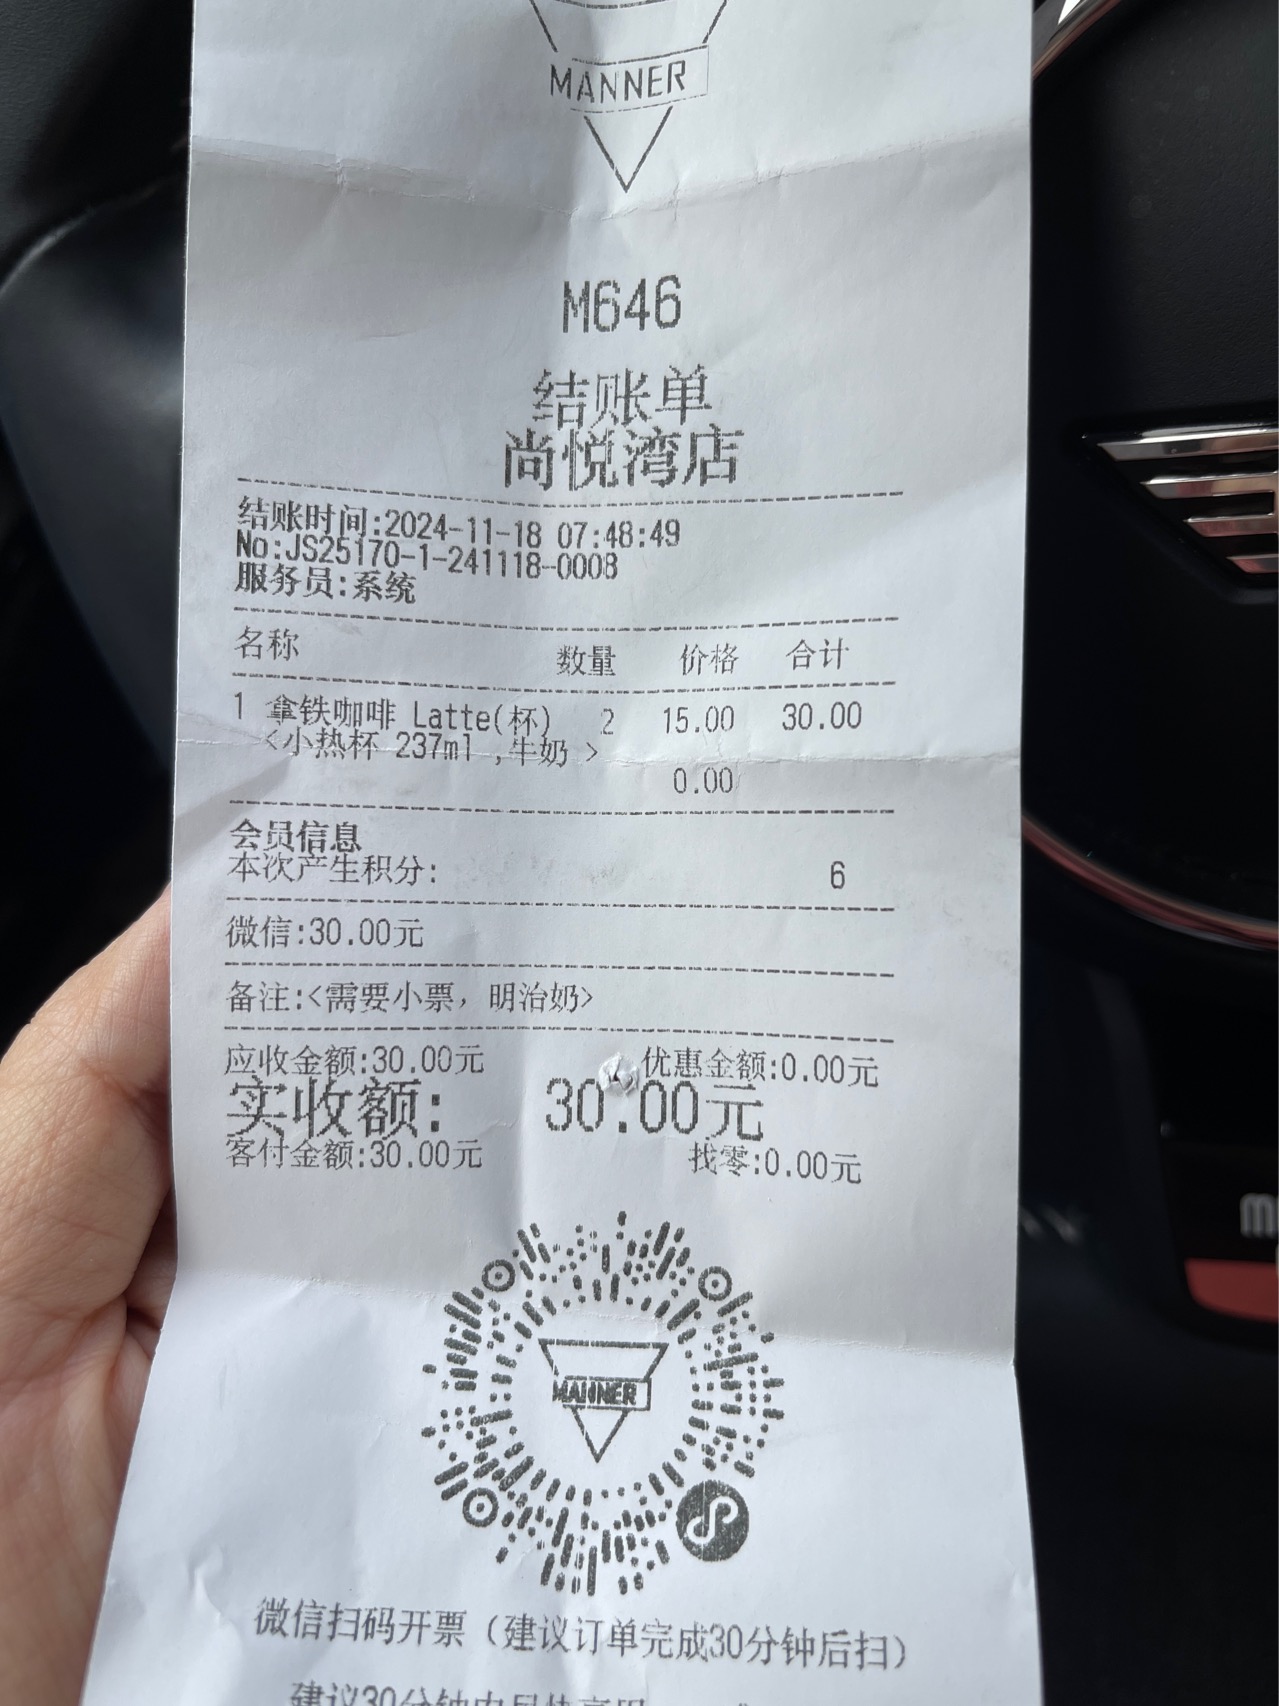 MANNER
M646
结账单
尚悦湾店
结账时间:2024-11-18 07:48:49
No:JS25170-1-241118-0008
服务员:系统
名称 数量 价格 合计
1 拿铁咖啡 Latte(杯) 2 15.00 30.00
<小热杯 237ml ,牛奶 >
0.00
会员信息
本次产生积分: 6
微信:30.00元
备注:<需要小票，明治奶>
应收金额:30.00元 优惠金额:0.00元
实收额: 30.00元
客付金额:30.00元 找零:0.00元
MANNER
微信扫码开票（建议订单完成30分钟后扫）
建议30分钟内